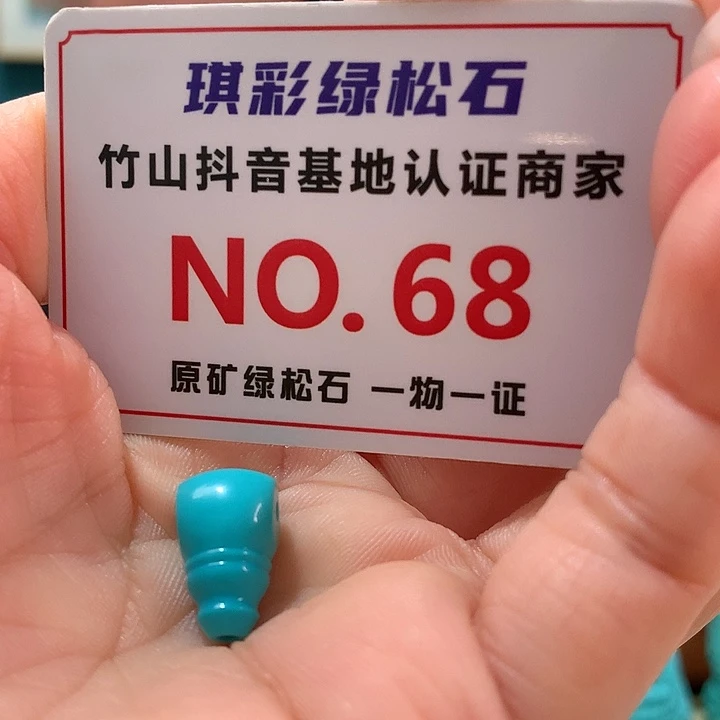 琪彩绿松石
竹山抖音基地认证商家
NO.68
原矿绿松石 一物一证